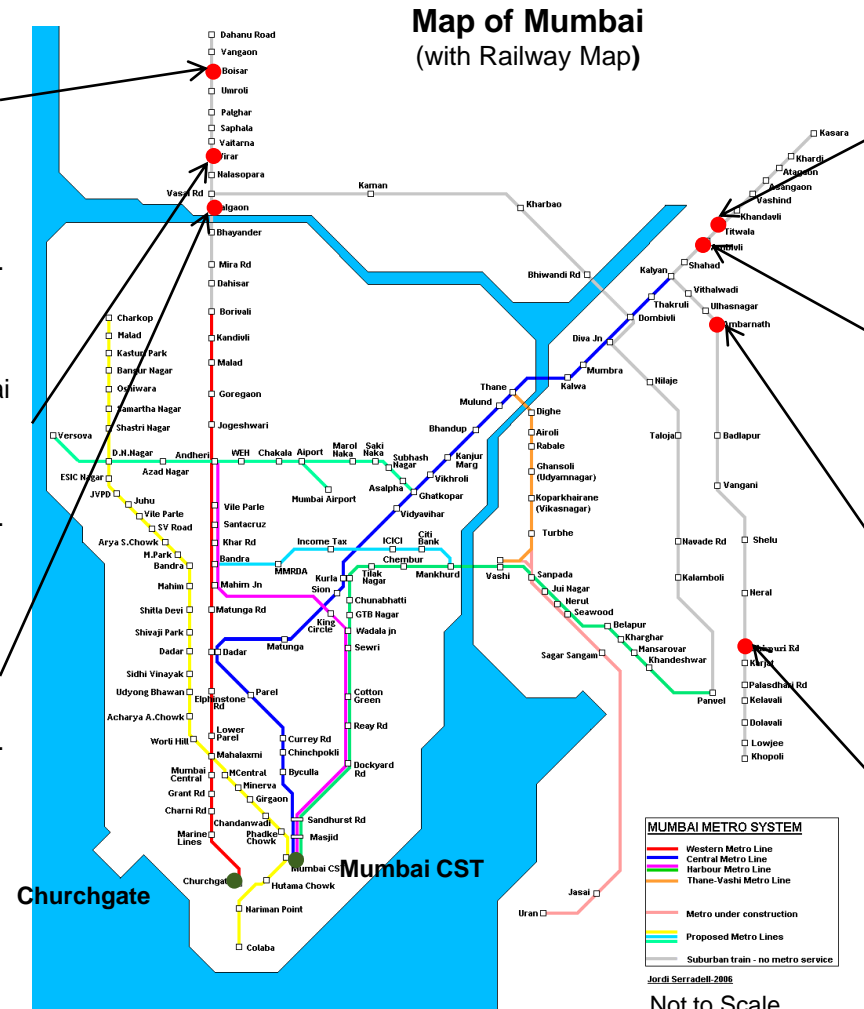 Map of Mumbai
(with Railway Map)
Dahanu Road
Vangaon
Boisar
Umroli
Palghar
Saphala
Vaitarna
Virar
Nalasopara
Vasai Rd
Kaman
Kharbao
Bhiwandi Rd
Bhayander
Mira Rd
Dahisar
Borivali
Kandivli
Malad
Goregaon
Jogeshwari
Kasara
Khardi
Atagaon
Asangaon
Vashind
Khandavli
Titwala
Ambivli
Shahad
Kalyan
Vithalwadi
Ulhasnagar
Ambarnath
Thakruli
Dombivli
Diva Jn
Mumbra
Kalwa
Thane
Mulund
Bhandup
Kanjur
Marg
Vikhroli
Ghatkopar
Vidyavihar
Nilaje
Taloja
Navade Rd
Kalamboli
Badlapur
Vangani
Shelu
Neral
Karjat
Palasdhari Rd
Kelavali
Dolavali
Lowjee
Khopoli
Dighe
Airoli
Rabale
Ghansoli
(Udyamnagar)
Koparkhairane
(Vikasnagar)
Turbhe
Charkop
Malad
Kasturi Park
Bangur Nagar
Oshiwara
Samartha Nagar
Shastri Nagar
ai
Versova
D.N.Nagar
Azad Nagar
Andheri
WEH
Chakala
Aiport
Marol
Naka
Saki
Naka
Subhash
Nagar
Asalpha
Mumbai Airport
ESIC Nagar
JVPD
Juhu
Vile Parle
SV Road
Arya S.Chowk
M.Park
Bandra
Mahim
Shitla Devi
Shivaji Park
Dadar
Sidhi Vinayak
Udyong Bhawan
Acharya A.Chowk
Worli Hill
Vile Parle
Santacruz
Khar Rd
Bandra
Mahim Jn
Matunga Rd
Dadar
Elphinstone
Rd
Lower
Parel
Mahalaxmi
Mumbai
Central
Grant Rd
Charni Rd
Marine
Lines
Churchgate
MMRDA
Income Tax
ICICI
Citi
Bank
Kurla
Sion
Tilak
Nagar
Chembur
Mankhurd
Vashi
Sanpada
Jui Nagar
Nerul
Seawood
Belapur
Kharghar
Mansarovar
Khandeshwar
Panvel
Sagar Sangam
Jasai
Uran
Chunabhatti
GTB Nagar
King
Circle
Wadala jn
Sewri
Matunga
Parel
Cotton
Green
Reay Rd
Dockyard
Rd
Currey Rd
Chinchpokli
Byculla
Sandhurst Rd
Masjid
Mumbai CST
MCentral
Minerva
Girgaon
Chandanwadi
Phadke
Chowk
Hutama Chowk
Nariman Point
Colaba
Mumbai CST
Churchgate
MUMBAI METRO SYSTEM
Western Metro Line
Central Metro Line
Harbour Metro Line
Thane-Vashi Metro Line
Metro under construction
Proposed Metro Lines
Suburban train - no metro service
Jordi Serradell-2006
Not to Scale